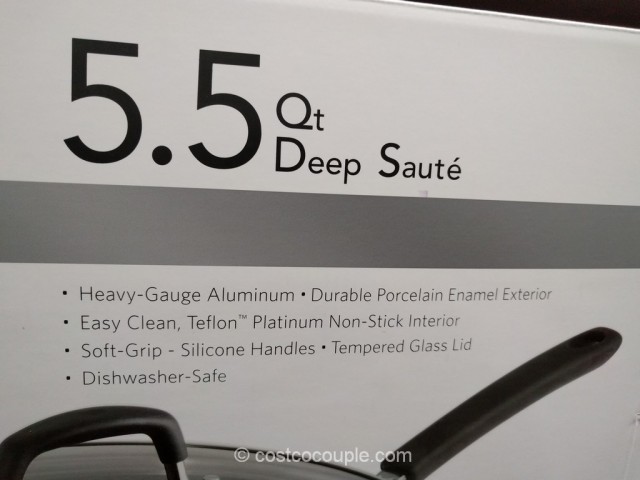 5.5 Qt
Deep Sauté
• Heavy-Gauge Aluminum • Durable Porcelain Enamel Exterior
• Easy Clean, Teflon™ Platinum Non-Stick Interior
• Soft-Grip - Silicone Handles • Tempered Glass Lid
• Dishwasher-Safe
© costcocouple.com